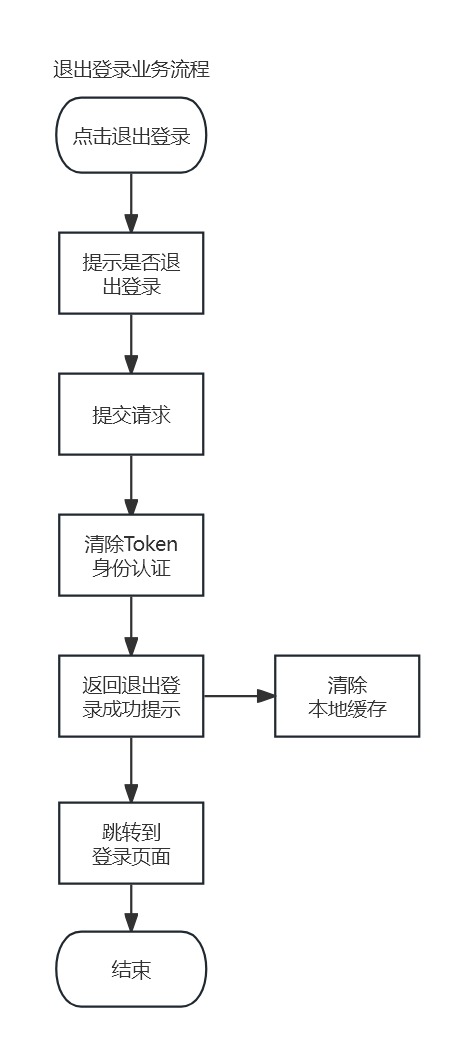 退出登录业务流程
点击退出登录
提示是否退
出登录
提交请求
清除Token
身份认证
返回退出登
录成功提示
清除
本地缓存
跳转到
登录页面
结束